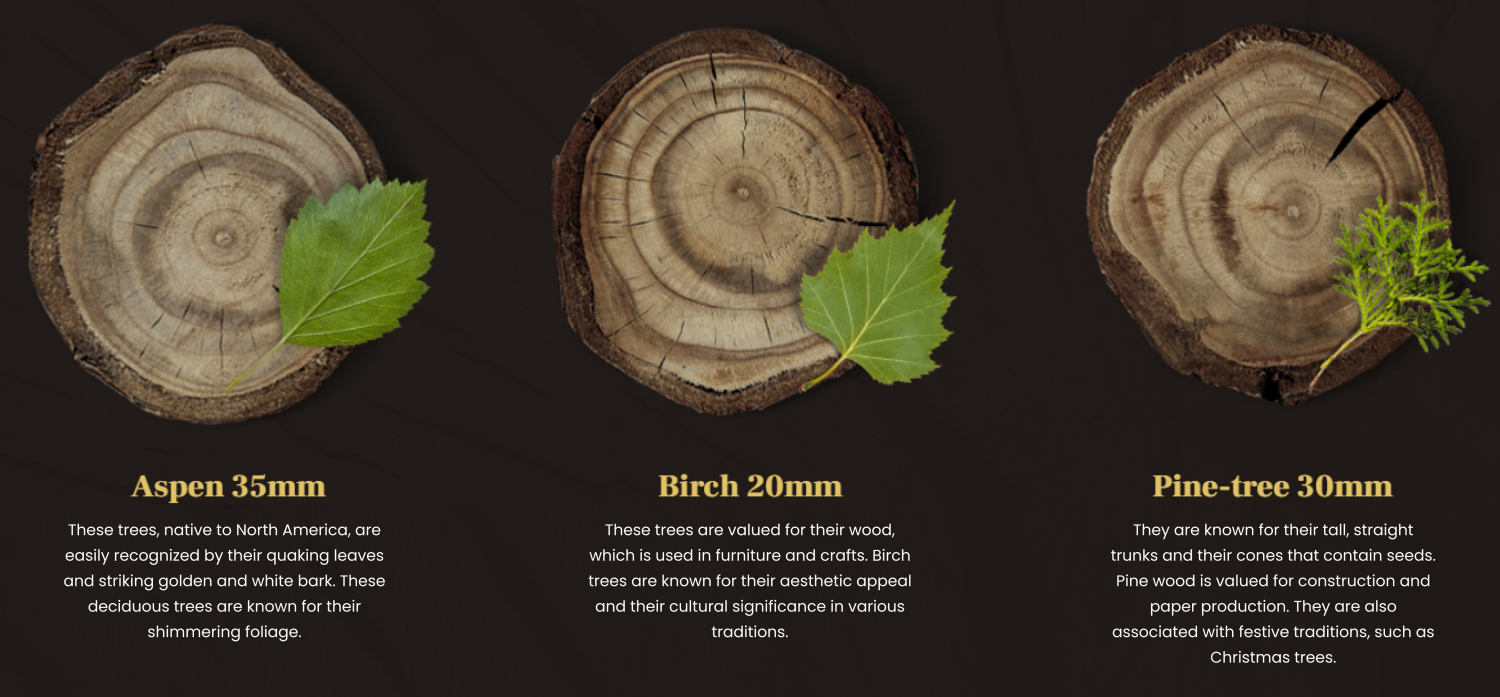 Aspen 35mm
These trees, native to North America, are
easily recognized by their quaking leaves
and striking golden and white bark. These
deciduous trees are known for their
shimmering foliage.
Birch 20mm
These trees are valued for their wood,
which is used in furniture and crafts. Birch
trees are known for their aesthetic appeal
and their cultural significance in various
traditions.
Pine-tree 30mm
They are known for their tall, straight
trunks and their cones that contain seeds.
Pine wood is valued for construction and
paper production. They are also
associated with festive traditions, such as
Christmas trees.